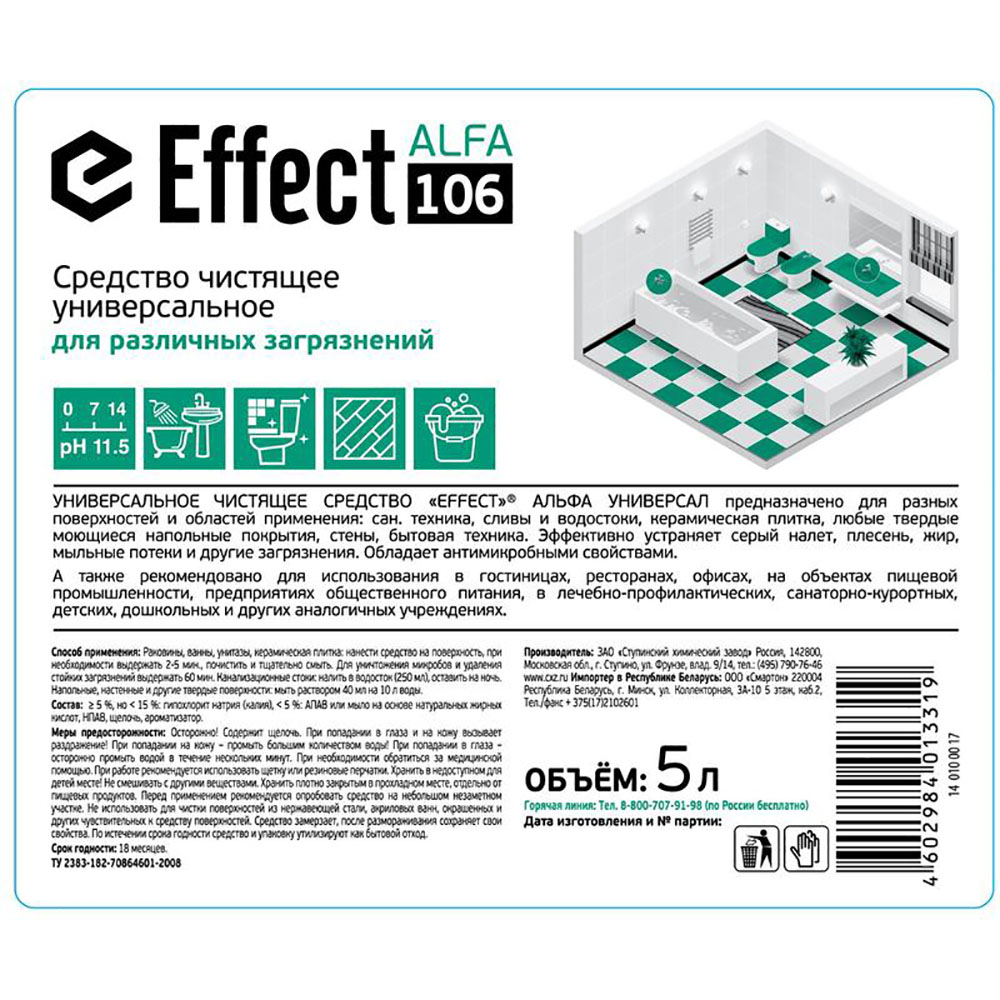 Effect ALFA
106
Средство чистящее
универсальное
для различных загрязнений
0 7 14
pH 11.5
УНИВЕРСАЛЬНОЕ ЧИСТЯЩЕЕ СРЕДСТВО «EFFECT»® АЛЬФА УНИВЕРСАЛ предназначено для разных
поверхностей и областей применения: сан. техника, сливы и водостоки, керамическая плитка, любые твердые
моющиеся напольные покрытия, стены, бытовая техника. Эффективно устраняет серый налет, плесень, жир,
мыльные потеки и другие загрязнения. Обладает антимикробными свойствами.
А также рекомендовано для использования в гостиницах, ресторанах, офисах, на объектах пищевой
промышленности, предприятиях общественного питания, в лечебно-профилактических, санаторно-курортных,
детских, дошкольных и других аналогичных учреждениях.
Способ применения: Раковины, ванны, унитазы, керамическая плитка: нанести средство на поверхность, при
необходимости выдержать 2-5 мин., почистить и тщательно смыть. Для уничтожения микробов и удаления
стойких загрязнений выдержать 60 мин. Канализационные стоки: налить в водосток (250 мл), оставить на ночь.
Напольные, настенные и другие твердые поверхности: мыть раствором 40 мл на 10 л воды.
Состав: ≥ 5 %, но < 15 %: гипохлорит натрия (калия), < 5 %: АПАВ или мыло на основе натуральных жирных
кислот, НПАВ, щелочь, ароматизатор.
Меры предосторожности: Осторожно! Содержит щелочь. При попадании в глаза и на кожу вызывает
раздражение! При попадании на кожу – промыть большим количеством воды! При попадании в глаза –
осторожно промыть водой в течение нескольких минут. При необходимости обратиться за медицинской
помощью. При работе рекомендуется использовать щетку или резиновые перчатки. Хранить в недоступном для
детей месте! Не смешивать с другими веществами. Хранить плотно закрытым в прохладном месте, отдельно от
пищевых продуктов. Перед применением рекомендуется опробовать средство на небольшом незаметном
участке. Не использовать для чистки поверхностей из нержавеющей стали, акриловых ванн, окрашенных и
других чувствительных к средству поверхностей. Средство замерзает, после размораживания сохраняет свои
свойства. По истечении срока годности средство и упаковку утилизируют как бытовой отход.
Срок годности: 18 месяцев.
ТУ 2383-182-70864601-2008
Производитель: ЗАО «Ступинский химический завод» Россия, 142800,
Московская обл., г. Ступино, ул. Фрунзе, влад. 9/14, тел.: (495) 790-76-46
www.cxz.ru Импортер в Республике Беларусь: ООО «Смартон» 220004
Республика Беларусь, г. Минск, ул. Коллекторная, 3А-10 5 этаж, каб.2,
Тел./факс + 375(17)2102601
ОБЪЁМ: 5 л
Горячая линия: Тел. 8-800-707-91-98 (по России бесплатно)
Дата изготовления и № партии:
4 602984 013319
14 010 00 17